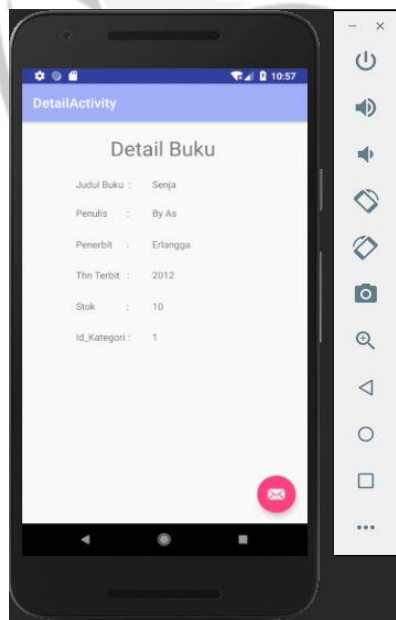 10:57
DetailActivity
Detail Buku
Judul Buku : Senja
Penulis : By As
Penerbit : Erlangga
Thn Terbit : 2012
Stok : 10
Id_Kategori : 1